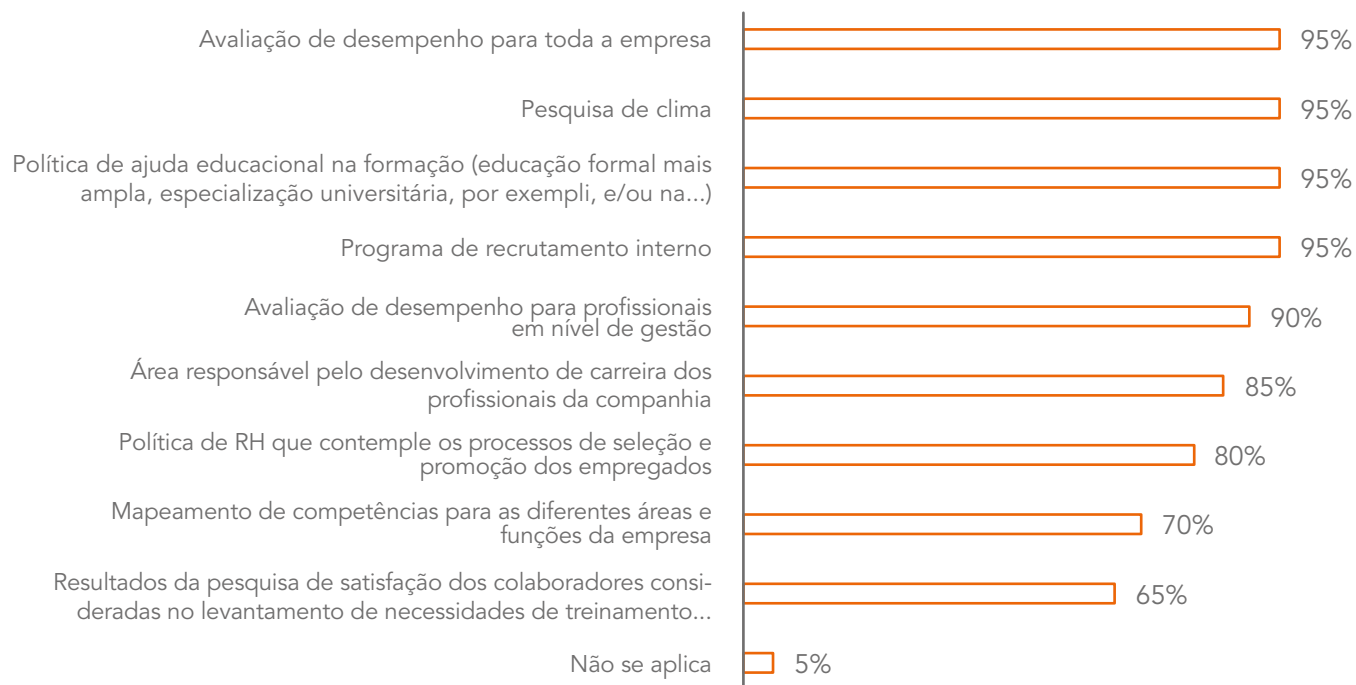 Avaliação de desempenho para toda a empresa 95%
Pesquisa de clima 95%
Política de ajuda educacional na formação (educação formal mais
ampla, especialização universitária, por exempli, e/ou na...) 95%
Programa de recrutamento interno 95%
Avaliação de desempenho para profissionais
em nível de gestão 90%
Área responsável pelo desenvolvimento de carreira dos
profissionais da companhia 85%
Política de RH que contemple os processos de seleção e
promoção dos empregados 80%
Mapeamento de competências para as diferentes áreas e
funções da empresa 70%
Resultados da pesquisa de satisfação dos colaboradores consi-
deradas no levantamento de necessidades de treinamento... 65%
Não se aplica 5%